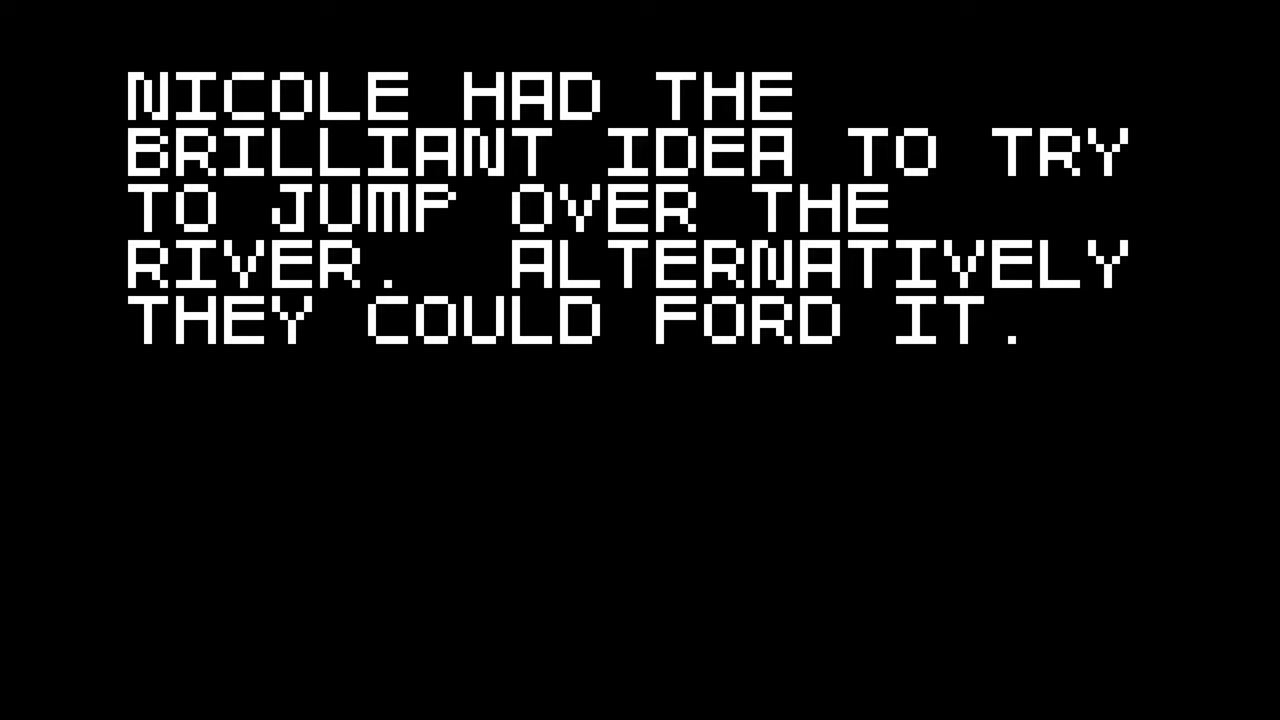 NICOLE HAD THE
BRILLIANT IDEA TO TRY
TO JUMP OVER THE
RIVER.  ALTERNATIVELY
THEY COULD FORD IT.